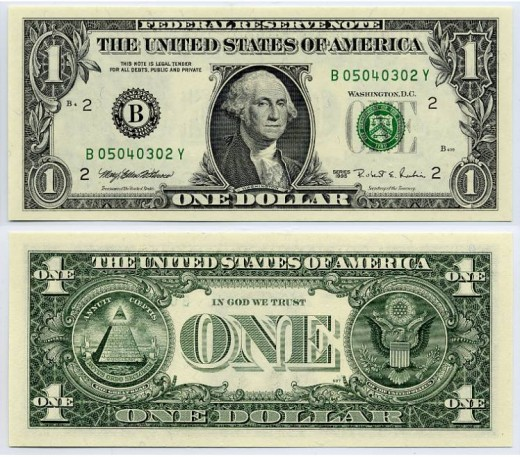 FEDERAL RESERVE NOTE
THE UNITED STATES OF AMERICA
1
1
THIS NOTE IS LEGAL TENDER
FOR ALL DEBTS, PUBLIC AND PRIVATE
B 05040302 Y
WASHINGTON, D.C.
B 4 2
B
ONE
2
B 05040302 Y
2
Mary Ellen Withrow
Treasurer of the United States
SERIES
1995
Robert E. Rubin
Secretary of the Treasury
2
1
ONE DOLLAR
1
THE UNITED STATES OF AMERICA
1
ONE
1
ONE
IN GOD WE TRUST
ANNUIT COEPTIS
ONE
1
ONE
1
ONE
ONE DOLLAR